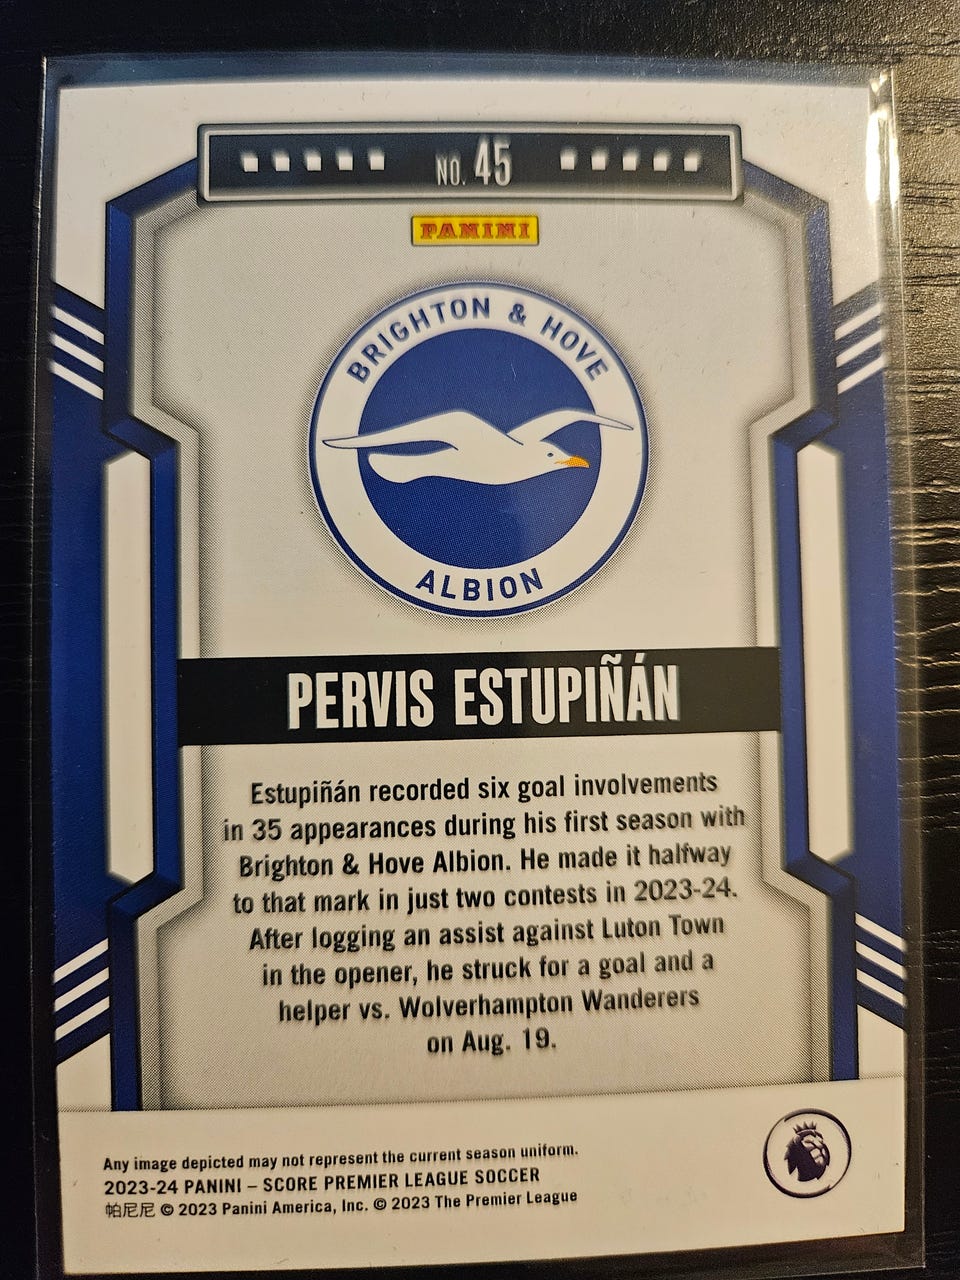 NO. 45
PANINI
BRIGHTON & HOVE
ALBION
PERVIS ESTUPIÑÁN
Estupiñán recorded six goal involvements
in 35 appearances during his first season with
Brighton & Hove Albion. He made it halfway
to that mark in just two contests in 2023-24.
After logging an assist against Luton Town
in the opener, he struck for a goal and a
helper vs. Wolverhampton Wanderers
on Aug. 19.
Any image depicted may not represent the current season uniform.
2023-24 PANINI – SCORE PREMIER LEAGUE SOCCER
帕尼尼 © 2023 Panini America, Inc. © 2023 The Premier League